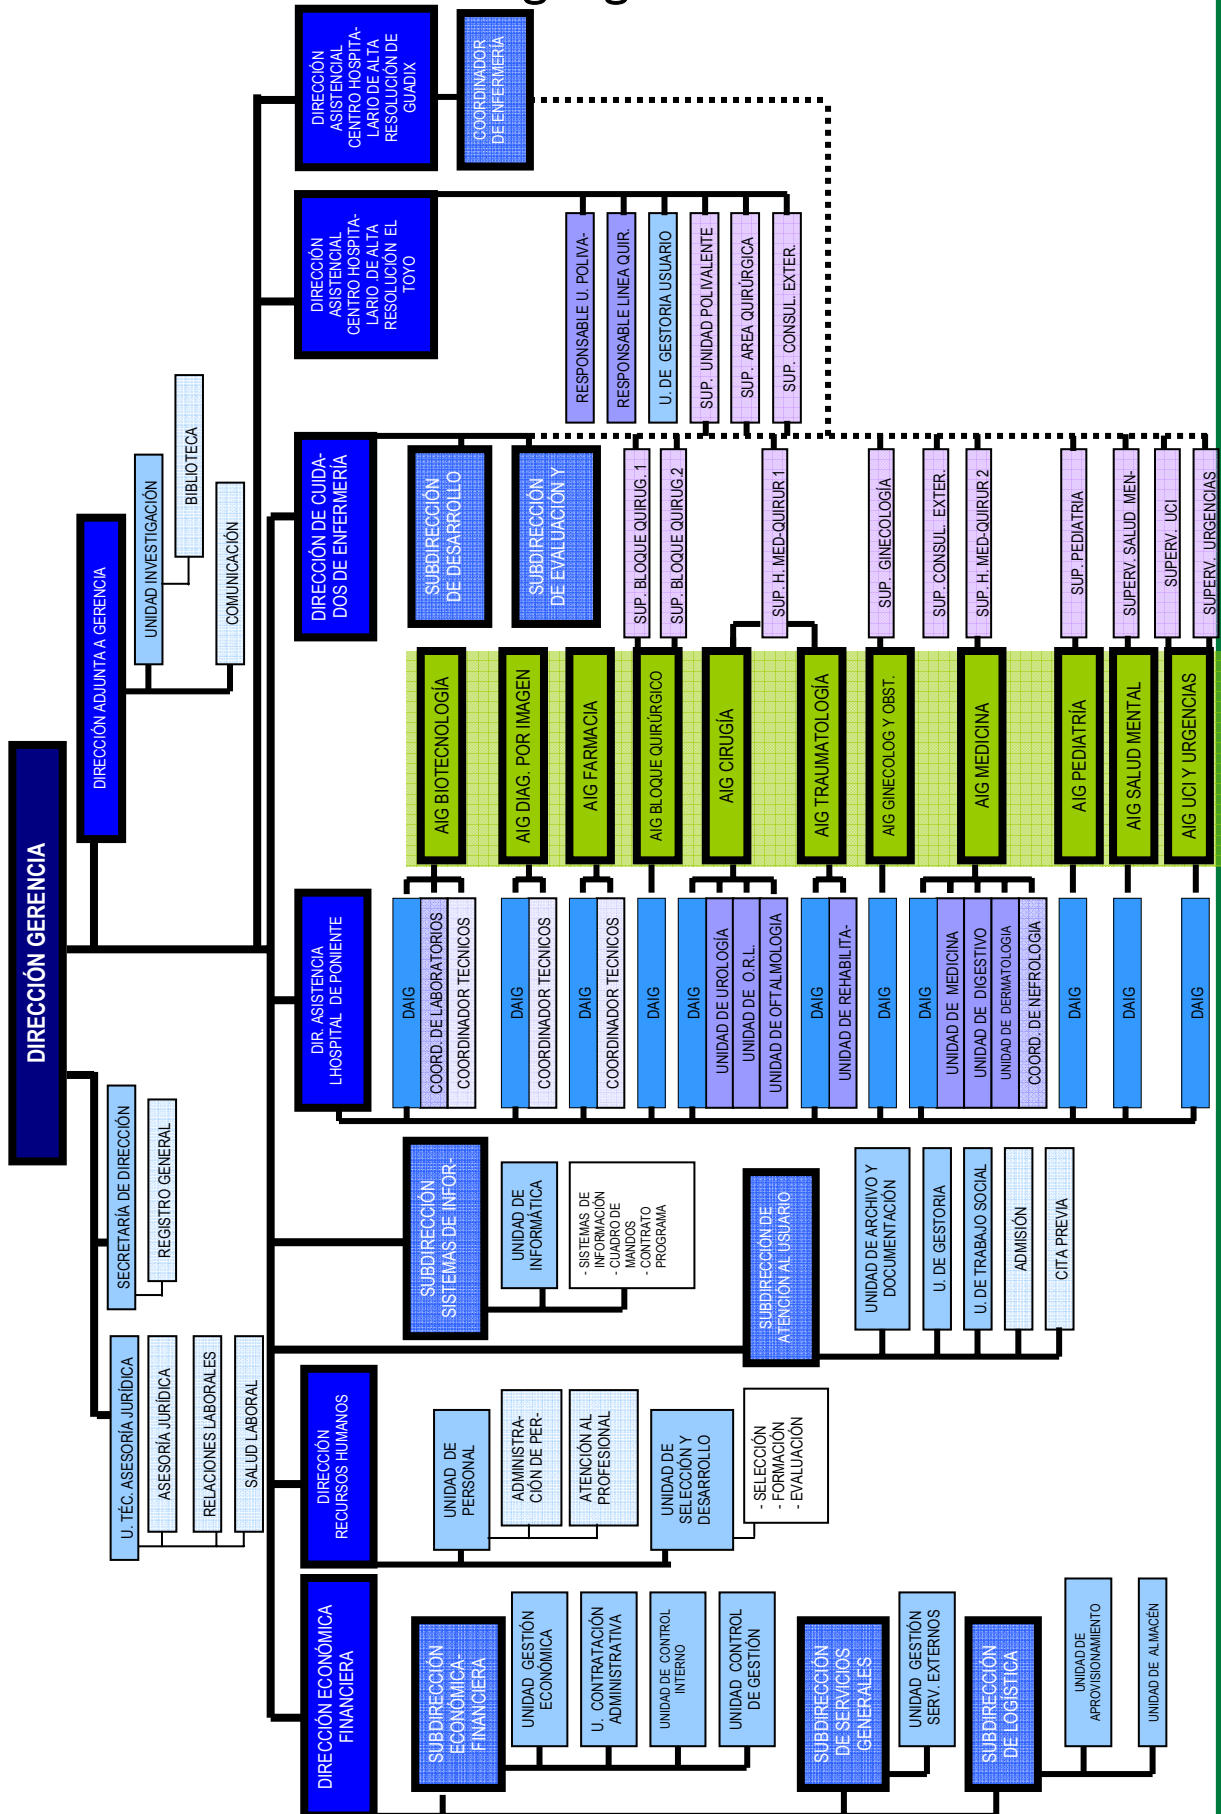 DIRECCIÓN GERENCIA
DIRECCIÓN ADJUNTA A GERENCIA
UNIDAD INVESTIGACIÓN
BIBLIOTECA
COMUNICACIÓN
SECRETARÍA DE DIRECCIÓN
REGISTRO GENERAL
U. TÉC. ASESORÍA JURÍDICA
ASESORÍA JURÍDICA
RELACIONES LABORALES
SALUD LABORAL
DIRECCIÓN ECONÓMICA
FINANCIERA
SUBDIRECCIÓN
ECONÓMICA-
FINANCIERA
UNIDAD GESTIÓN
ECONÓMICA
U. CONTRATACIÓN
ADMINISTRATIVA
UNIDAD DE CONTROL
INTERNO
UNIDAD CONTROL
DE GESTIÓN
SUBDIRECCIÓN
DE SERVICIOS
GENERALES
UNIDAD GESTIÓN
SERV. EXTERNOS
SUBDIRECCIÓN
DE LOGÍSTICA
UNIDAD DE
APROVISIONAMIENTO
UNIDAD DE ALMACÉN
DIRECCIÓN
RECURSOS HUMANOS
UNIDAD DE
PERSONAL
ADMINISTRA-
CIÓN DE PER-
ATENCIÓN AL
PROFESIONAL
UNIDAD DE
SELECCIÓN Y
DESARROLLO
- SELECCIÓN
- FORMACIÓN
- EVALUACIÓN
SUBDIRECCIÓN
SISTEMAS DE INFOR-
UNIDAD DE
INFORMÁTICA
- SISTEMAS DE
INFORMACIÓN
- CUADRO DE
MANDOS
- CONTRATO
PROGRAMA
SUBDIRECCIÓN DE
ATENCIÓN AL USUARIO
UNIDAD DE ARCHIVO Y
DOCUMENTACIÓN
U. DE GESTORIA
U. DE TRABAJO SOCIAL
ADMISIÓN
CITA PREVIA
DIR. ASISTENCIA
LHOSPITAL DE PONIENTE
DAIG
COORD. DE LABORATORIOS
COORDINADOR TECNICOS
DAIG
COORDINADOR TECNICOS
DAIG
COORDINADOR TECNICOS
DAIG
DAIG
UNIDAD DE UROLOGÍA
UNIDAD DE O.R.L.
UNIDAD DE OFTALMOLOGIA
DAIG
UNIDAD DE REHABILITA-
DAIG
DAIG
UNIDAD DE MEDICINA
UNIDAD DE DIGESTIVO
UNIDAD DE DERMATOLOGIA
COORD. DE NEFROLOGIA
DAIG
DAIG
DAIG
AIG BIOTECNOLOGÍA
AIG DIAG. POR IMAGEN
AIG FARMACIA
AIG BLOQUE QUIRÚRGICO
AIG CIRUGÍA
AIG TRAUMATOLOGÍA
AIG GINECOLOG Y OBST.
AIG MEDICINA
AIG PEDIATRÍA
AIG SALUD MENTAL
AIG UCI Y URGENCIAS
DIRECCIÓN DE CUIDA-
DOS DE ENFERMERÍA
SUBDIRECCIÓN
DE DESARROLLO
SUBDIRECCIÓN
DE EVALUACIÓN Y
SUP. BLOQUE QUIRUG. 1
SUP. BLOQUE QUIRUG.2
SUP. H. MED-QUIRUR 1
SUP. GINECOLOGÍA
SUP. CONSUL. EXTER.
SUP. H. MED-QUIRUR 2
SUP. PEDIATRIA
SUPERV. SALUD MEN-
SUPERV. UCI
SUPERV. URGENCIAS
DIRECCIÓN
ASISTENCIAL
CENTRO HOSPITA-
LARIO .DE ALTA
RESOLUCIÓN EL
TOYO
RESPONSABLE U. POLIVA-
RESPONSABLE LINEA QUIR.
U. DE GESTORIA USUARIO
SUP. UNIDAD POLIVALENTE
SUP. AREA QUIRÚRGICA
SUP. CONSUL. EXTER.
DIRECCIÓN
ASISTENCIAL
CENTRO HOSPITA-
LARIO DE ALTA
RESOLUCIÓN DE
GUADIX
COORDINADOR
DE ENFERMERÍA